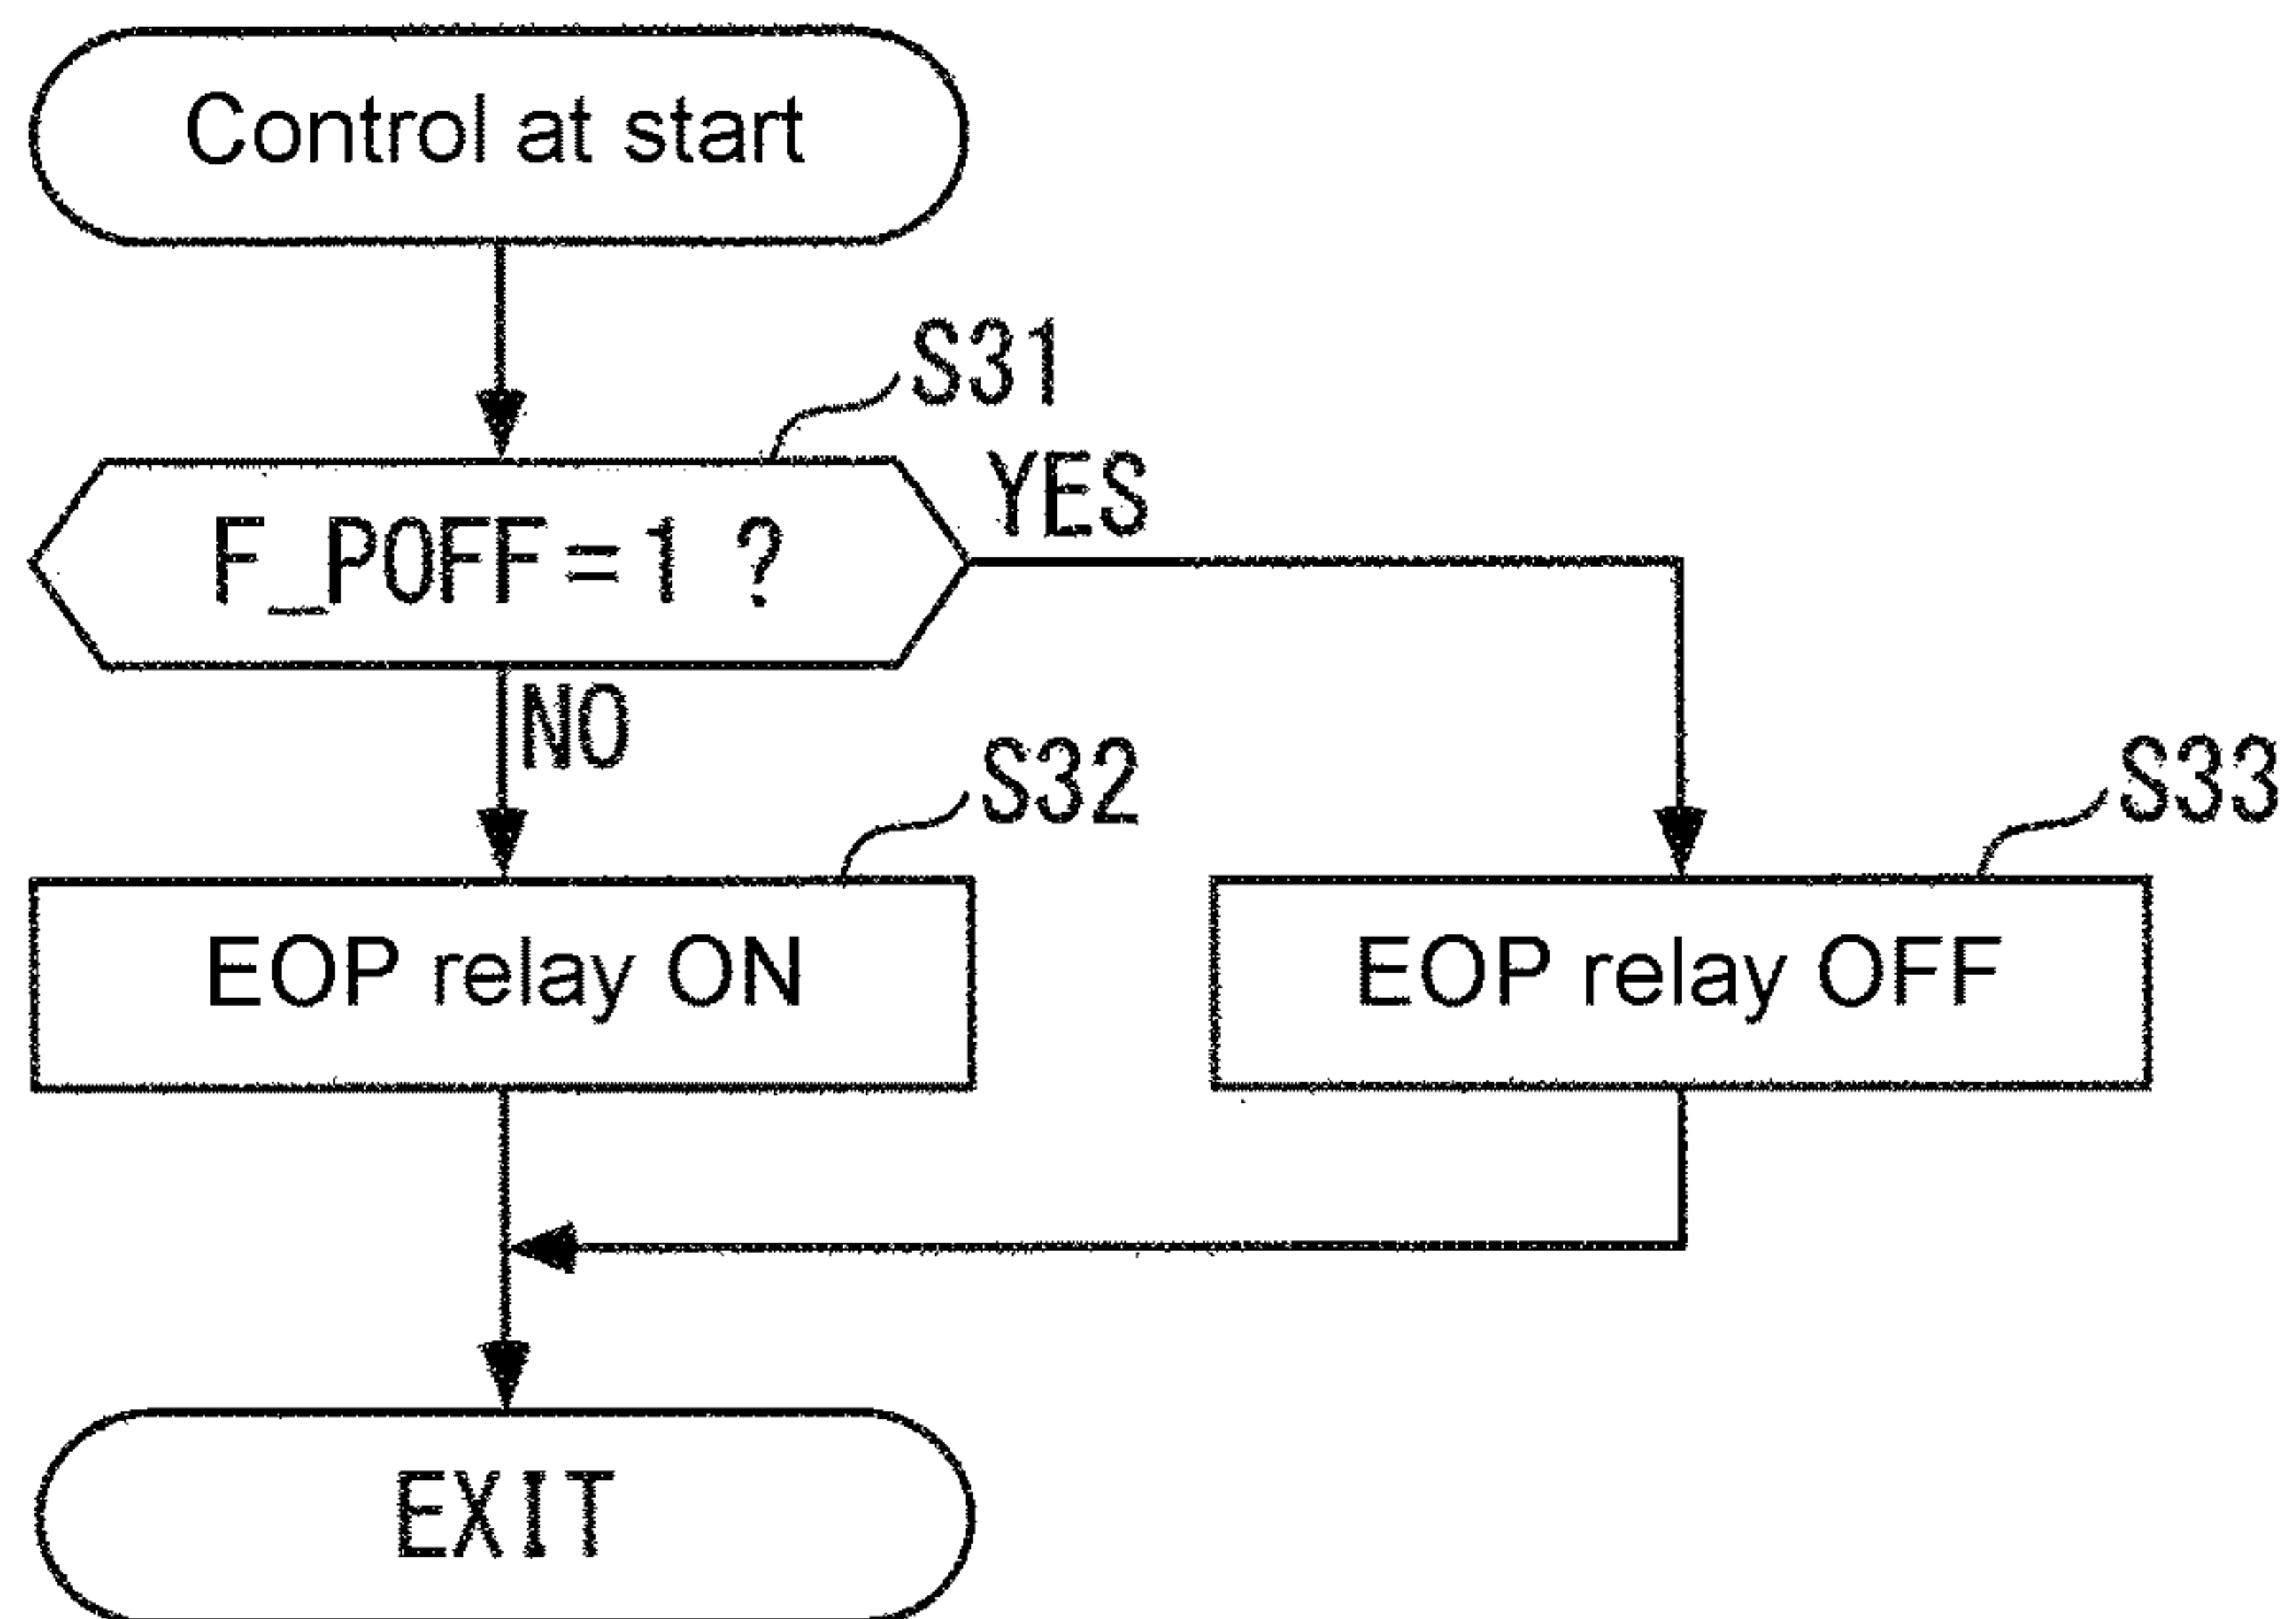 Control at start
S31
F_POFF=1 ?
YES
NO
S32
S33
EOP relay ON
EOP relay OFF
EXIT